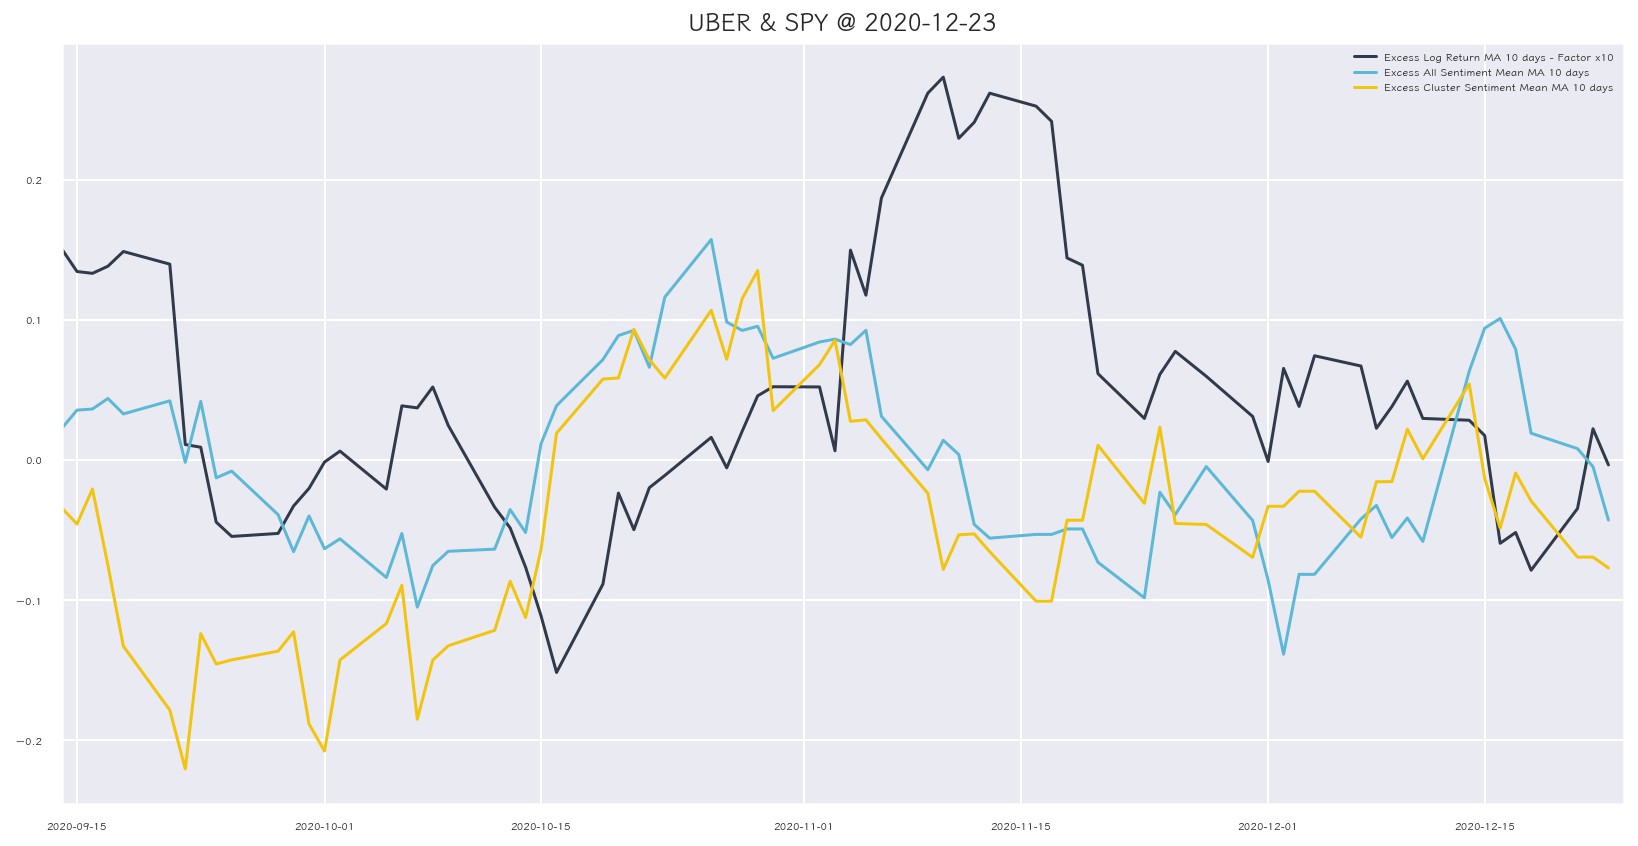 UBER & SPY @ 2020-12-23
Excess Log Return MA 10 days - Factor x10
Excess All Sentiment Mean MA 10 days
Excess Cluster Sentiment Mean MA 10 days
0.2
0.1
0.0
−0.1
−0.2
2020-09-15 2020-10-01 2020-10-15 2020-11-01 2020-11-15 2020-12-01 2020-12-15